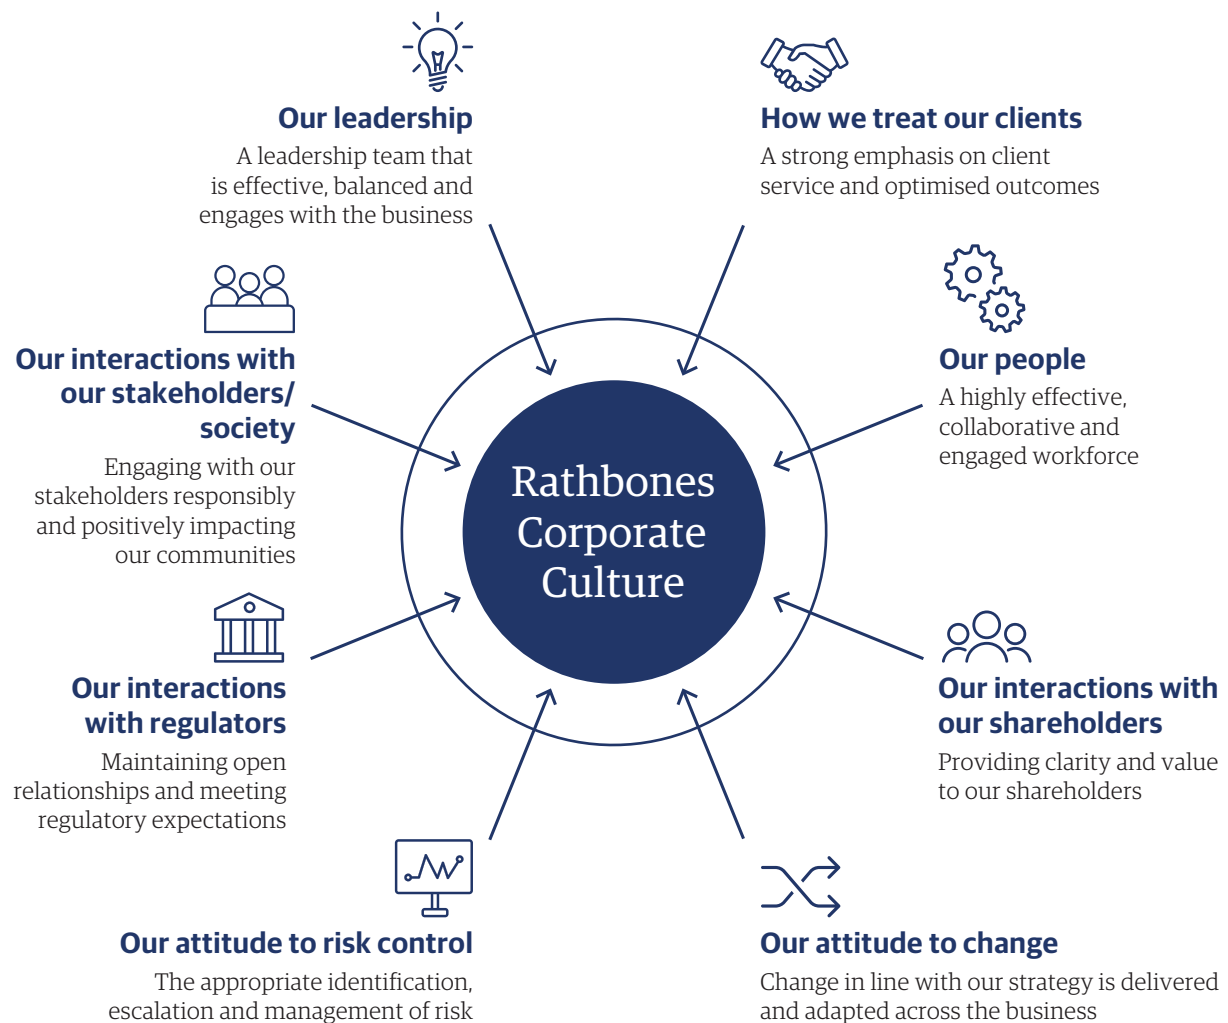 Our leadership
A leadership team that
is effective, balanced and
engages with the business
How we treat our clients
A strong emphasis on client
service and optimised outcomes
Our interactions with
our stakeholders/
society
Engaging with our
stakeholders responsibly
and positively impacting
our communities
Our people
A highly effective,
collaborative and
engaged workforce
Rathbones
Corporate
Culture
Our interactions
with regulators
Maintaining open
relationships and meeting
regulatory expectations
Our interactions with
our shareholders
Providing clarity and value
to our shareholders
Our attitude to risk control
The appropriate identification,
escalation and management of risk
Our attitude to change
Change in line with our strategy is delivered
and adapted across the business